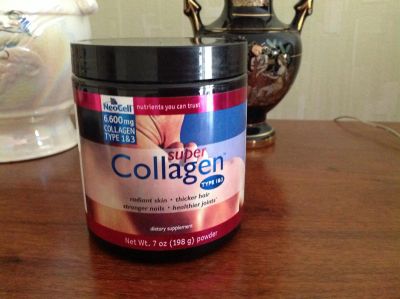 NeoCell
nutrients you can trust
6,600mg
COLLAGEN
TYPE 1&3
super
Collagen™
TYPE 1&3
radiant skin • thicker hair
stronger nails • healthier joints*
dietary supplement
Net Wt. 7 oz (198 g) powder